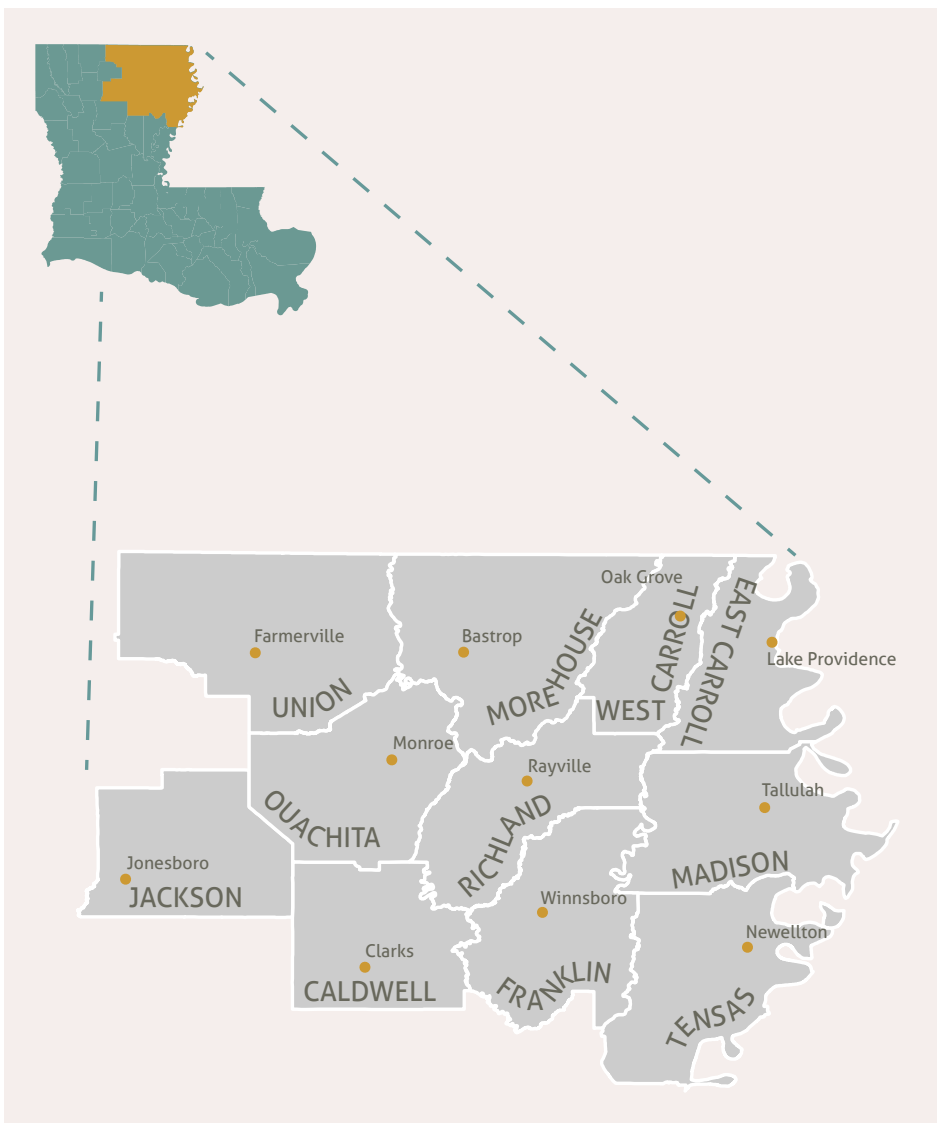 Oak Grove
Farmerville
Bastrop
Lake Providence
UNION
MOREHOUSE
WEST CARROLL
EAST CARROLL
Monroe
Rayville
Tallulah
OUACHITA
RICHLAND
MADISON
Jonesboro
JACKSON
Winnsboro
Newellton
Clarks
CALDWELL
FRANKLIN
TENSAS